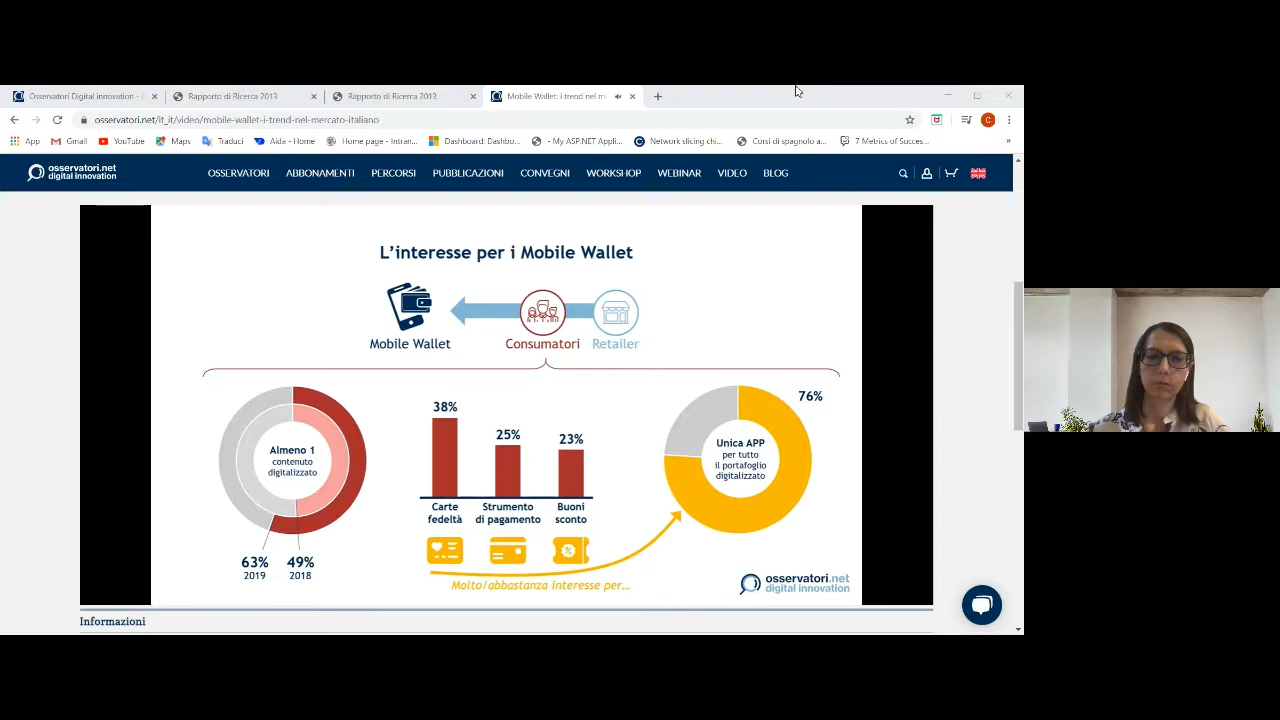 Osservatori Digital innovation -
Rapporto di Ricerca 2013
Rapporto di Ricerca 2013
Mobile Wallet: i trend nel m
osservatori.net/it_it/video/mobile-wallet-i-trend-nel-mercato-italiano
App
Gmail
YouTube
Maps
Traduci
Aida - Home
Home page - Intran...
Dashboard: Dashbo...
- My ASP.NET Appli...
Network slicing chi...
Corsi di spagnolo a...
7 Metrics of Succes...
»
C
osservatori.net
digital innovation
OSSERVATORI
ABBONAMENTI
PERCORSI
PUBBLICAZIONI
CONVEGNI
WORKSHOP
WEBINAR
VIDEO
BLOG
L'interesse per i Mobile Wallet
Mobile Wallet
Consumatori
Retailer
Almeno 1
contenuto
digitalizzato
63%
2019
49%
2018
38%
25%
23%
Carte
fedeltà
Strumento
di pagamento
Buoni
sconto
%
Molto/abbastanza interesse per...
76%
Unica APP
per tutto
il portafoglio
digitalizzato
osservatori.net
digital innovation
Informazioni